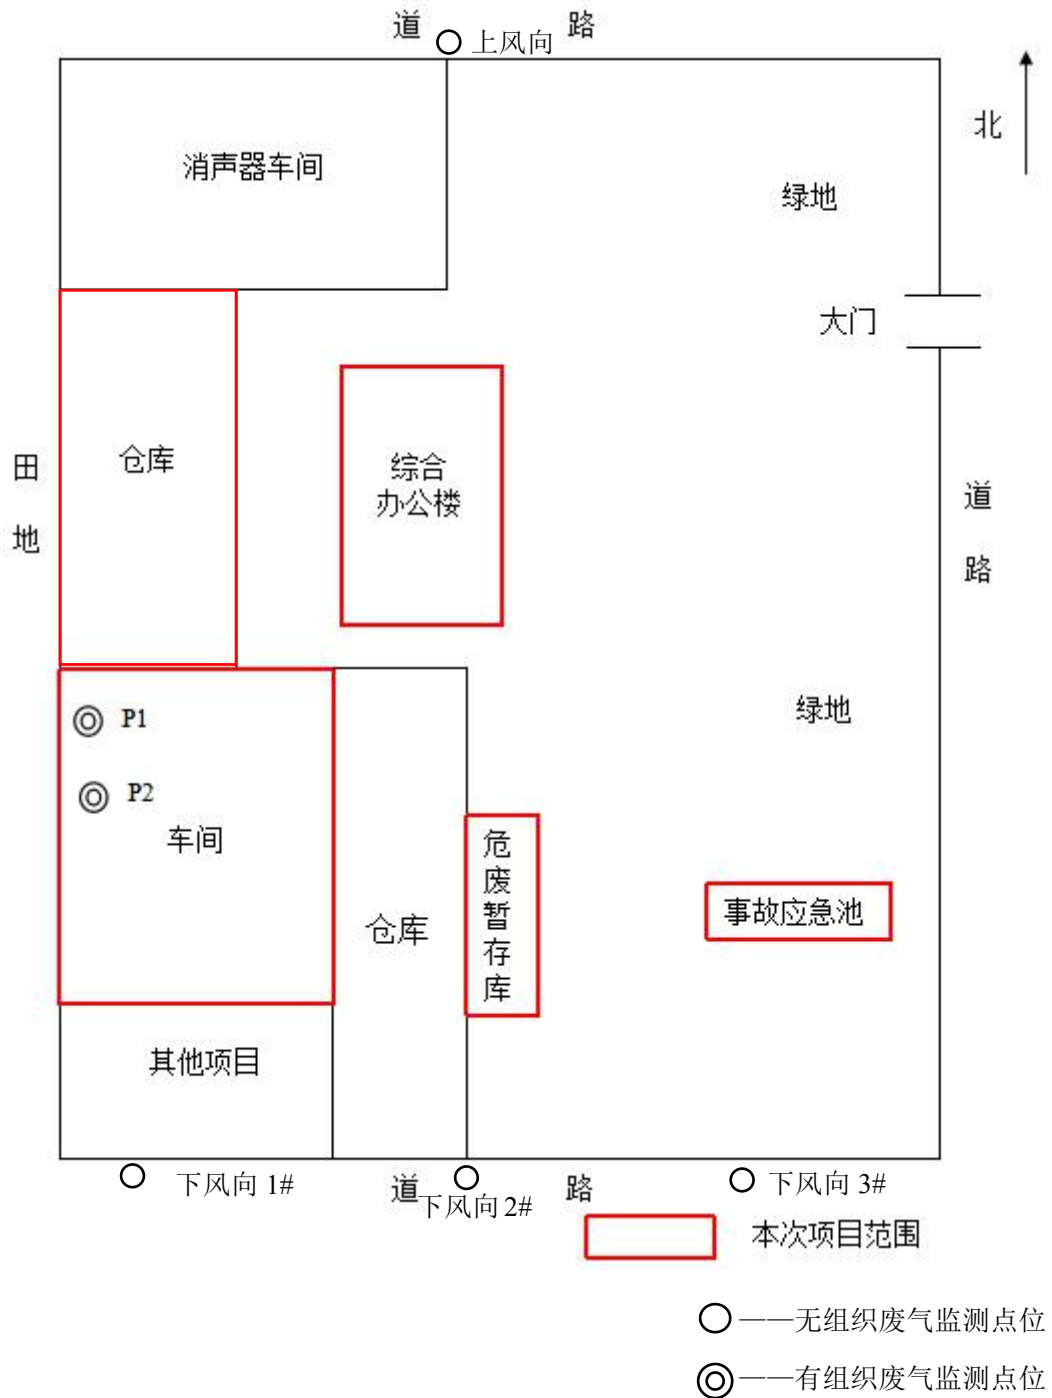 道 路
上风向
北
消声器车间
绿地
大门
仓库
综合
办公楼
田
地
道
路
P1
绿地
P2
车间
危
废
暂
存
库
仓库
事故应急池
其他项目
下风向 1#
道 路
下风向 2#
下风向 3#
本次项目范围
——无组织废气监测点位
——有组织废气监测点位